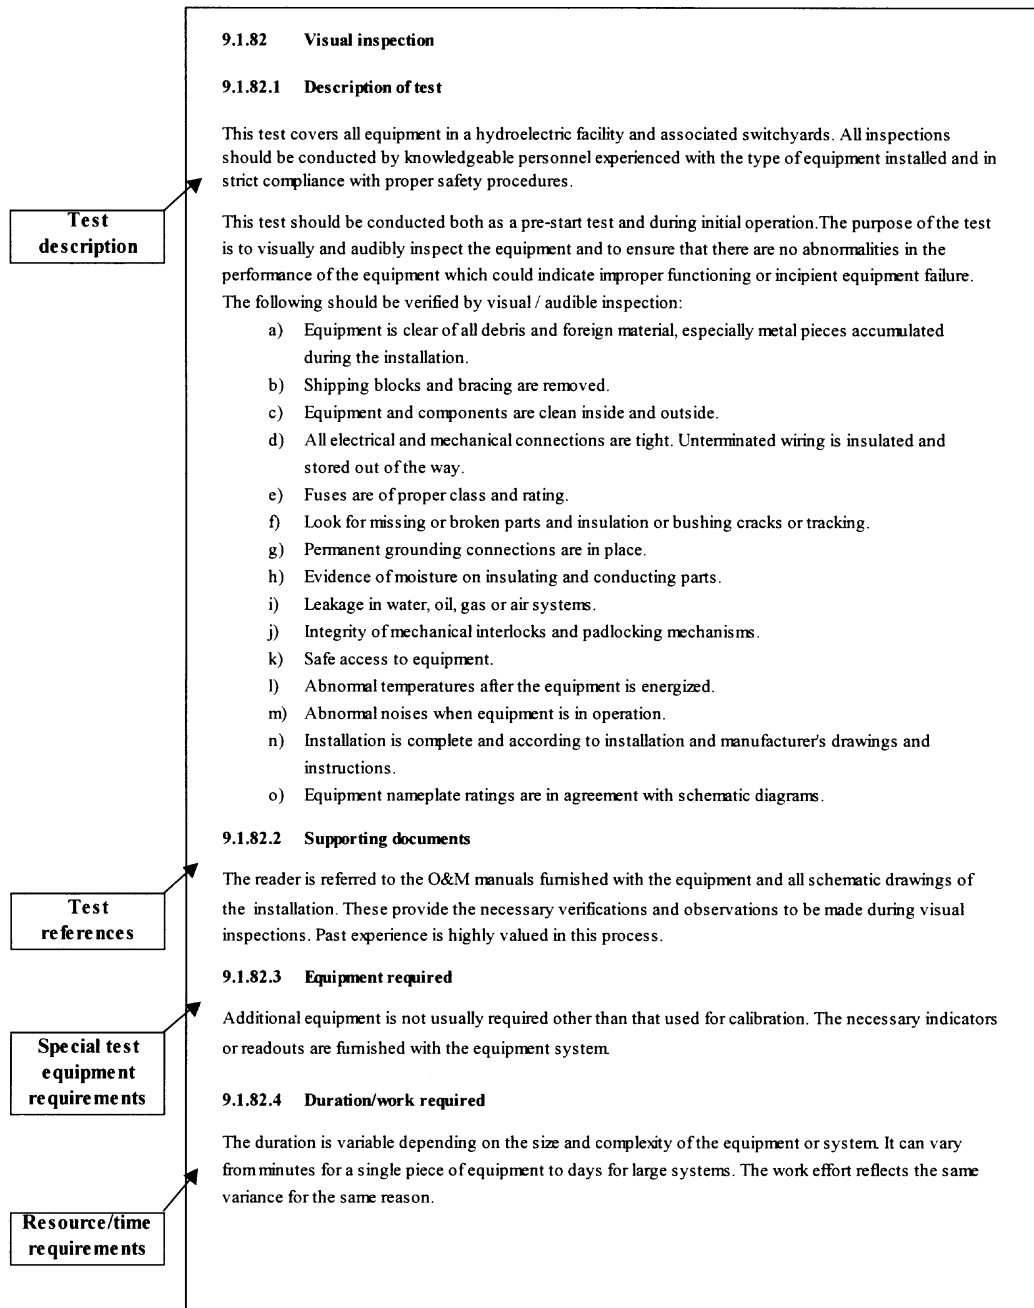 9.1.82 Visual inspection
9.1.82.1 Description of test
This test covers all equipment in a hydroelectric facility and associated switchyards. All inspections
should be conducted by knowledgeable personnel experienced with the type of equipment installed and in
strict compliance with proper safety procedures.
Test
description
This test should be conducted both as a pre-start test and during initial operation.The purpose of the test
is to visually and audibly inspect the equipment and to ensure that there are no abnormalities in the
performance of the equipment which could indicate improper functioning or incipient equipment failure.
The following should be verified by visual / audible inspection:
a) Equipment is clear of all debris and foreign material, especially metal pieces accumulated
during the installation.
b) Shipping blocks and bracing are removed.
c) Equipment and components are clean inside and outside.
d) All electrical and mechanical connections are tight. Unterminated wiring is insulated and
stored out of the way.
e) Fuses are of proper class and rating.
f) Look for missing or broken parts and insulation or bushing cracks or tracking.
g) Permanent grounding connections are in place.
h) Evidence of moisture on insulating and conducting parts.
i) Leakage in water, oil, gas or air systems.
j) Integrity of mechanical interlocks and padlocking mechanisms.
k) Safe access to equipment.
l) Abnormal temperatures after the equipment is energized.
m) Abnormal noises when equipment is in operation.
n) Installation is complete and according to installation and manufacturer's drawings and
instructions.
o) Equipment nameplate ratings are in agreement with schematic diagrams.
9.1.82.2 Supporting documents
The reader is referred to the O&M manuals furnished with the equipment and all schematic drawings of
the installation. These provide the necessary verifications and observations to be made during visual
inspections. Past experience is highly valued in this process.
Test
references
9.1.82.3 Equipment required
Additional equipment is not usually required other than that used for calibration. The necessary indicators
or readouts are furnished with the equipment system.
Special test
equipment
requirements
9.1.82.4 Duration/work required
The duration is variable depending on the size and complexity of the equipment or system. It can vary
from minutes for a single piece of equipment to days for large systems. The work effort reflects the same
variance for the same reason.
Resource/time
requirements